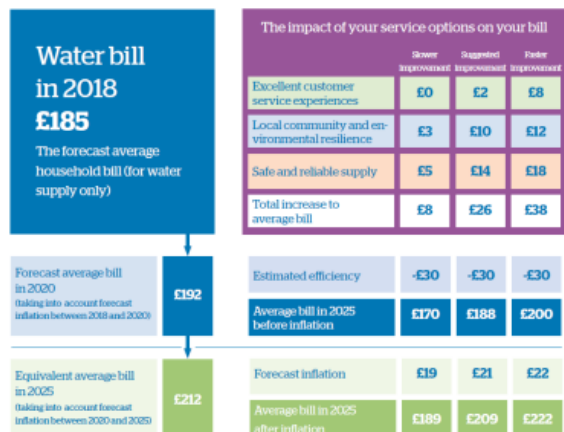 Water bill
in 2018
£185
The forecast average
household bill (for water
supply only)
The impact of your service options on your bill
Slower Suggested Faster
improvement improvement improvement
Excellent customer
service experiences
£0 £2 £8
Local community and en-
vironmental resilience
£3 £10 £12
Safe and reliable supply £5 £14 £18
Total increase to
average bill
£8 £26 £38
Forecast average bill
in 2020
(taking into account forecast
inflation between 2018 and 2020)
£192
Estimated efficiency -£30 -£30 -£30
Average bill in 2025
before inflation
£170 £188 £200
Equivalent average bill
in 2025
(taking into account forecast
inflation between 2020 and 2025)
£212
Forecast inflation £19 £21 £22
Average bill in 2025
after inflation
£189 £209 £222